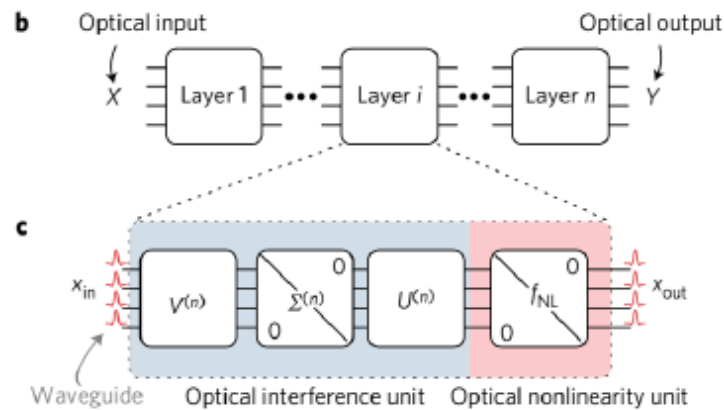 b
Optical input
Optical output
X
Layer 1
•••
Layer i
•••
Layer n
Y
c
x_in
V^(n)
0
Σ^(n)
0
U^(n)
0
f_NL
0
x_out
Waveguide
Optical interference unit
Optical nonlinearity unit